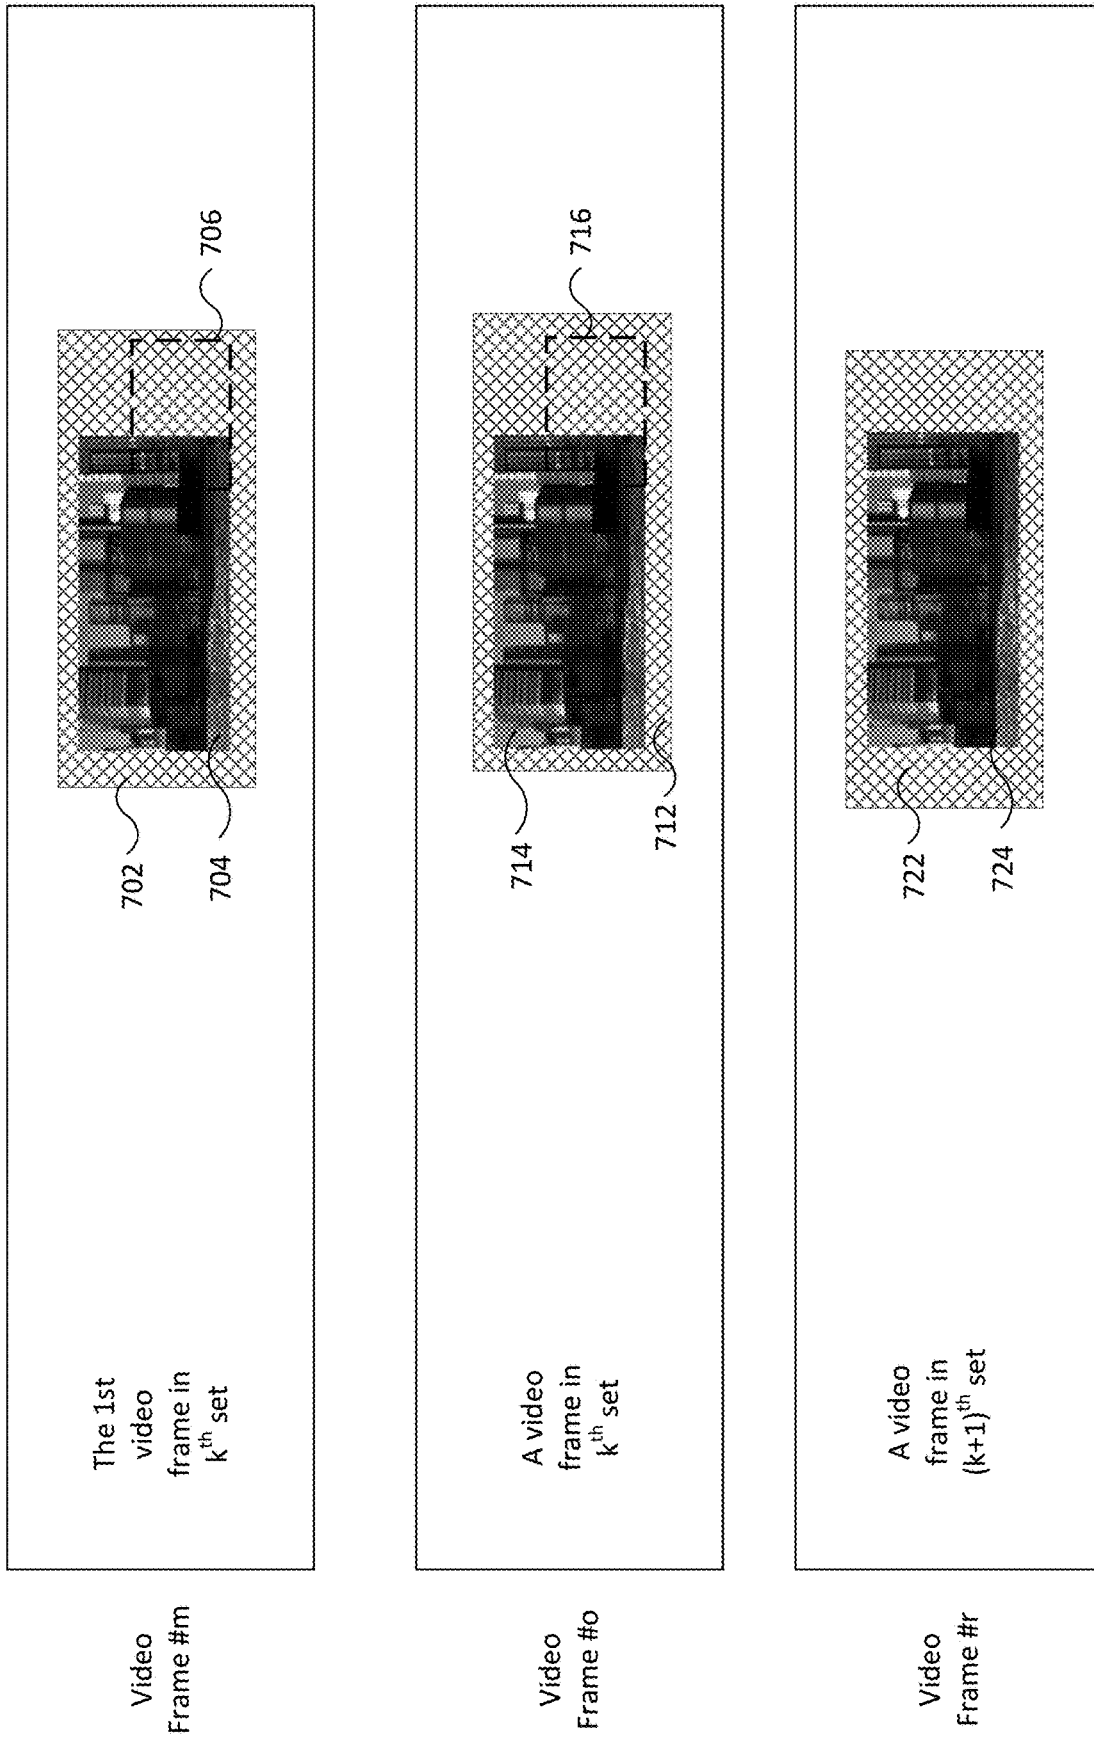 Video
Frame #m
The 1st
video
frame in
kᵗʰ set
702
704
706
Video
Frame #o
A video
frame in
kᵗʰ set
714
712
716
Video
Frame #r
A video
frame in
(k+1)ᵗʰ set
722
724